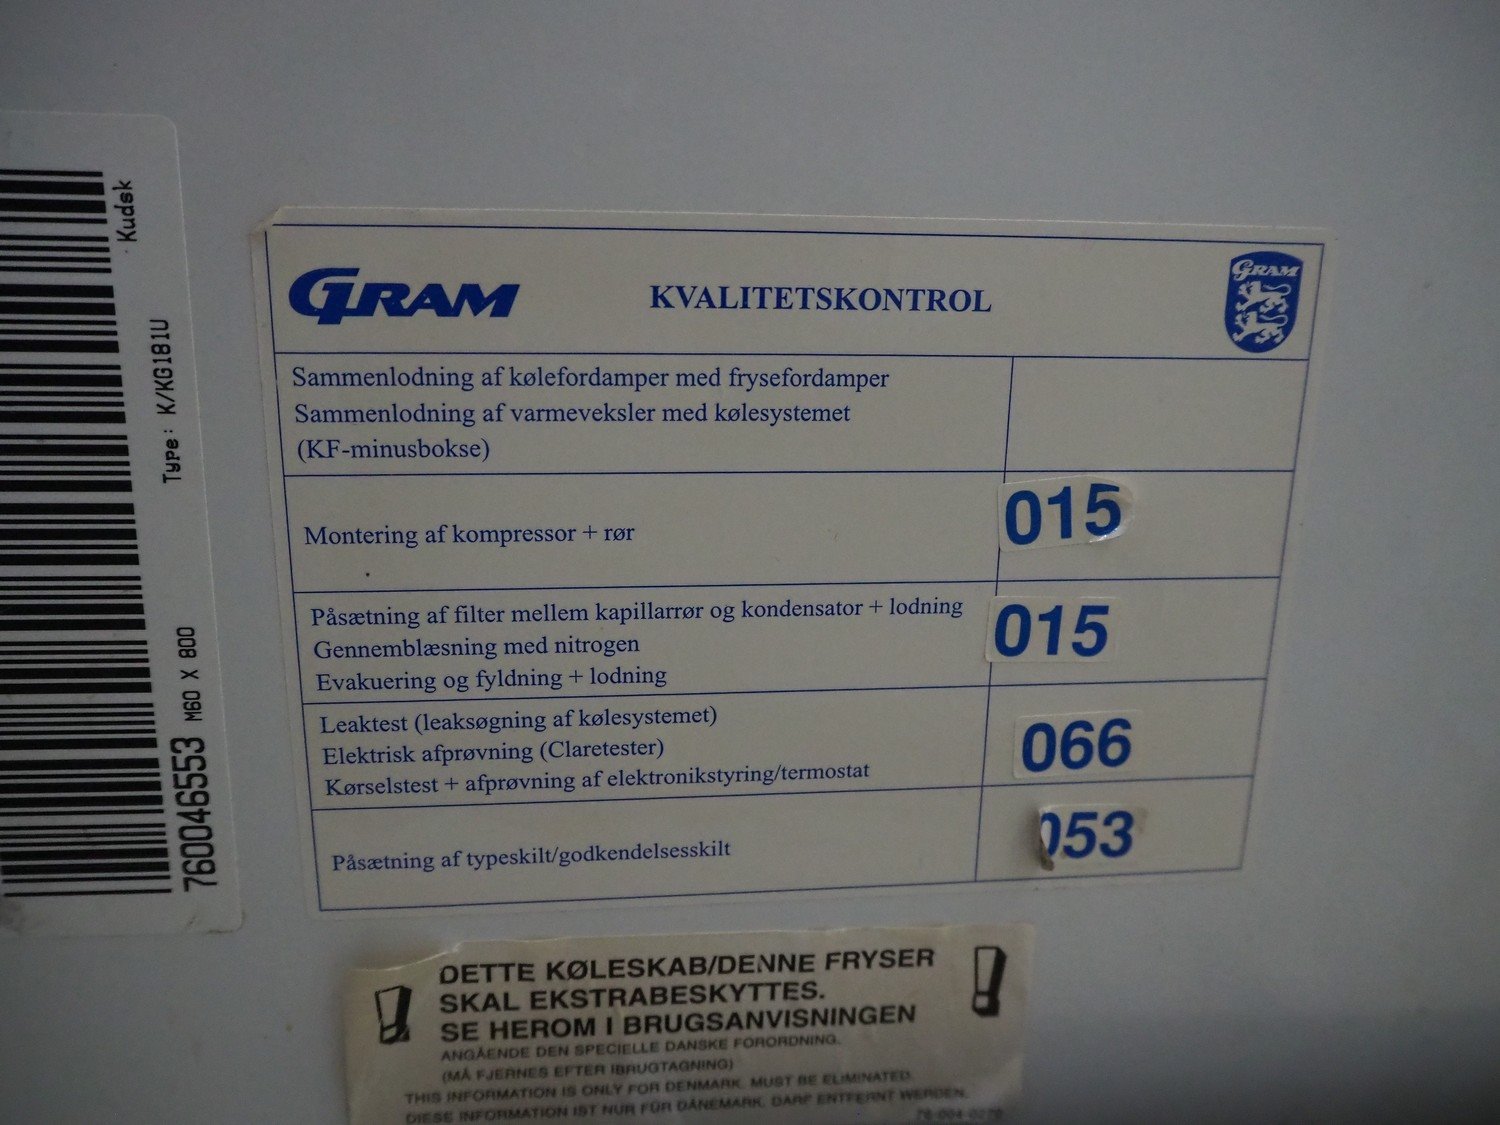 Kudsk
Type: K/KG181U
760046553 M60 X 800
GRAM
KVALITETSKONTROL
GRAM
Sammenlodning af kølefordamper med frysefordamper
Sammenlodning af varmeveksler med kølesystemet
(KF-minusbokse)
Montering af kompressor + rør
015
Påsætning af filter mellem kapillarrør og kondensator + lodning
Gennemblæsning med nitrogen
Evakuering og fyldning + lodning
015
Leaktest (leaksøgning af kølesystemet)
Elektrisk afprøvning (Claretester)
Kørselstest + afprøvning af elektronikstyring/termostat
066
Påsætning af typeskilt/godkendelsesskilt
053
! DETTE KØLESKAB/DENNE FRYSER !
SKAL EKSTRABESKYTTES.
SE HEROM I BRUGSANVISNINGEN
ANGÅENDE DEN SPECIELLE DANSKE FORORDNING.
(MÅ FJERNES EFTER IBRUGTAGNING)
THIS INFORMATION IS ONLY FOR DENMARK. MUST BE ELIMINATED.
DIESE INFORMATION IST NUR FÜR DÄNEMARK. DARF ENTFERNT WERDEN.